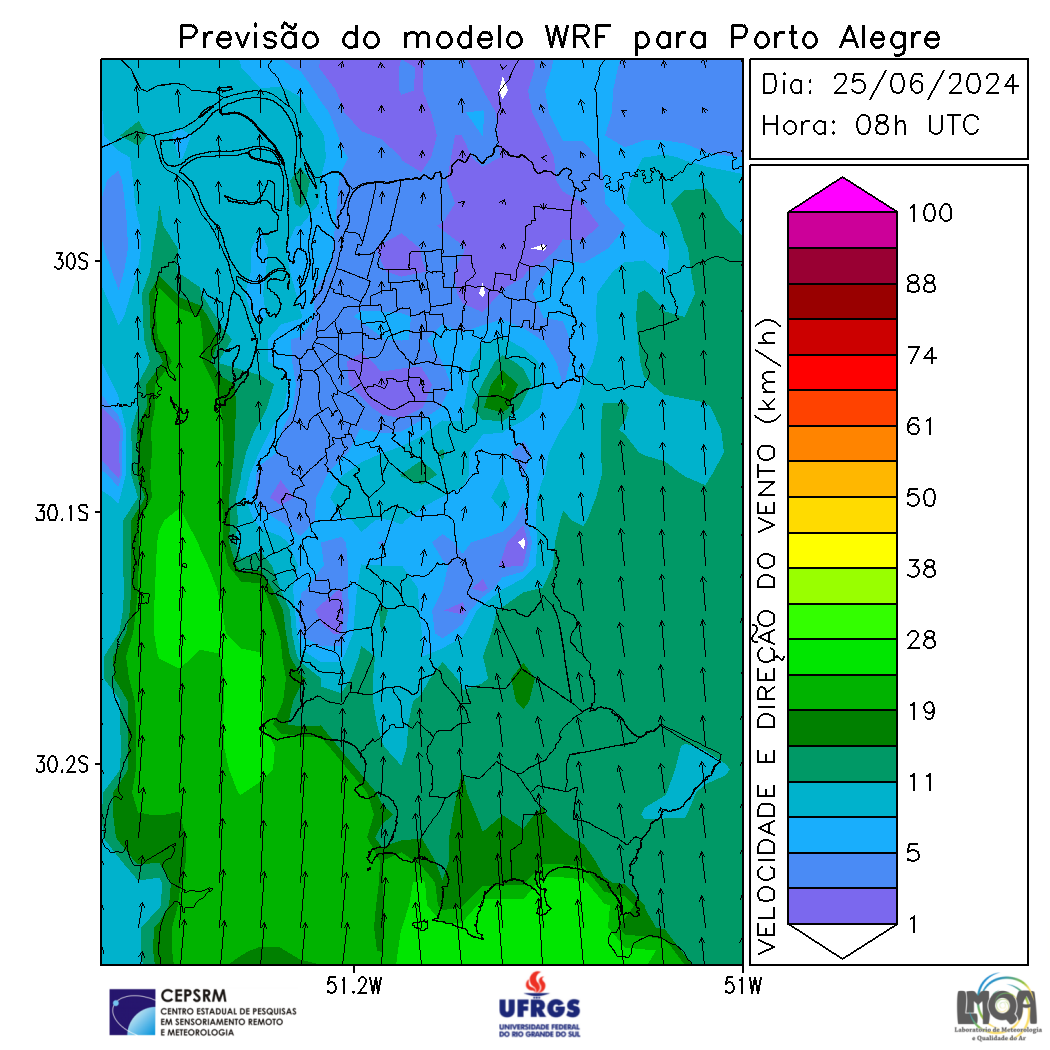 Previsão do modelo WRF para Porto Alegre
Dia: 25/06/2024
Hora: 08h UTC
30S
30.1S
30.2S
51.2W
51W
VELOCIDADE E DIREÇÃO DO VENTO (km/h)
100
88
74
61
50
38
28
19
11
5
1
CEPSRM
CENTRO ESTADUAL DE PESQUISAS
EM SENSORIAMENTO REMOTO
E METEOROLOGIA
UFRGS
UNIVERSIDADE FEDERAL
DO RIO GRANDE DO SUL
LMQA
Laboratório de Meteorologia
e Qualidade do Ar